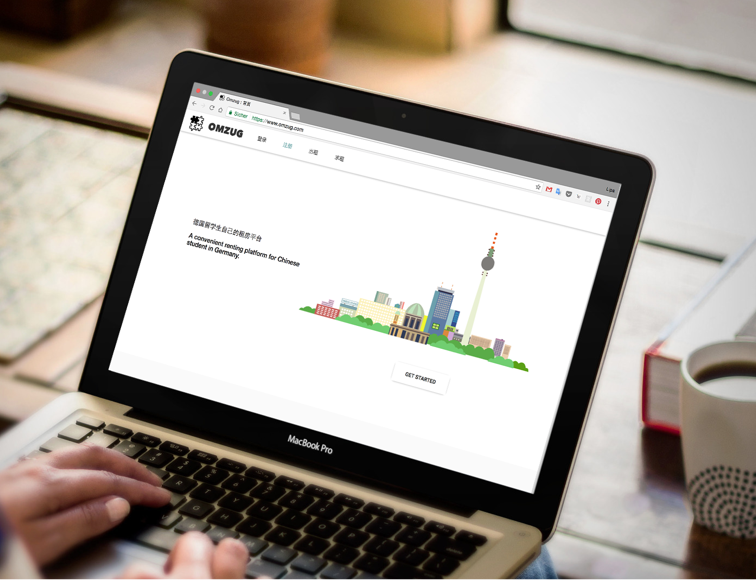 Omzug : 首页
Sicher
https://www.omzug.com
Lipa
OMZUG
登录
注册
出租
求租
德国留学生自己的租房平台
A convenient renting platform for Chinese
student in Germany.
GET STARTED
MacBook Pro